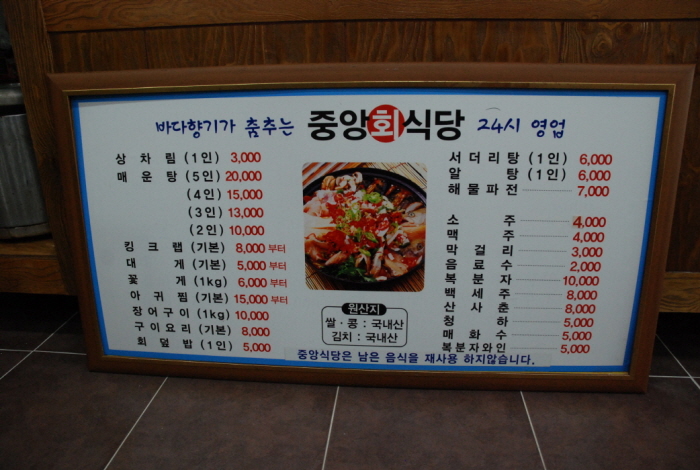 바다향기가 춤추는 중앙회식당 24시 영업
상 차 림 (1인) 3,000
매 운 탕 (5인) 20,000
(4인) 15,000
(3인) 13,000
(2인) 10,000
킹 크 랩 (기본) 8,000 부터
대 게 (기본) 5,000 부터
꽃 게 (1kg) 6,000 부터
아 귀 찜 (기본) 15,000 부터
장어구이 (1kg) 10,000
구이요리 (기본) 8,000
회 덮 밥 (1인) 5,000
원산지
쌀 · 콩 : 국내산
김치 : 국내산
서더리탕 (1인) 6,000
알 탕 (1인) 6,000
해물파전 7,000
소 주 4,000
맥 주 4,000
막 걸 리 3,000
음 료 수 2,000
복 분 자 10,000
백 세 주 8,000
산 사 춘 8,000
청 하 5,000
매 화 수 5,000
복분자와인 5,000
중앙식당은 남은 음식을 재사용 하지않습니다.